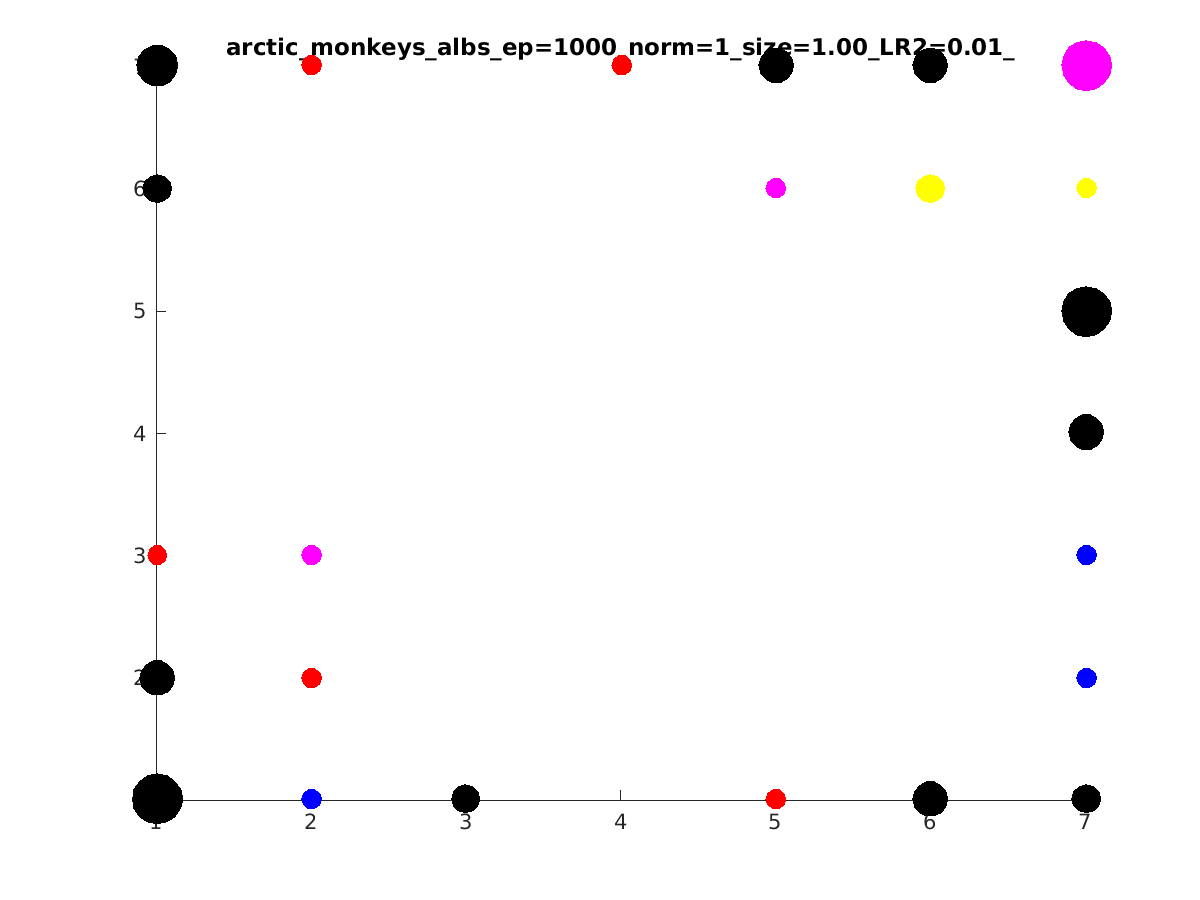 arctic_monkeys_albs_ep=1000_norm=1_size=1.00_LR2=0.01_
6
5
4
3
2
1 2 3 4 5 6 7